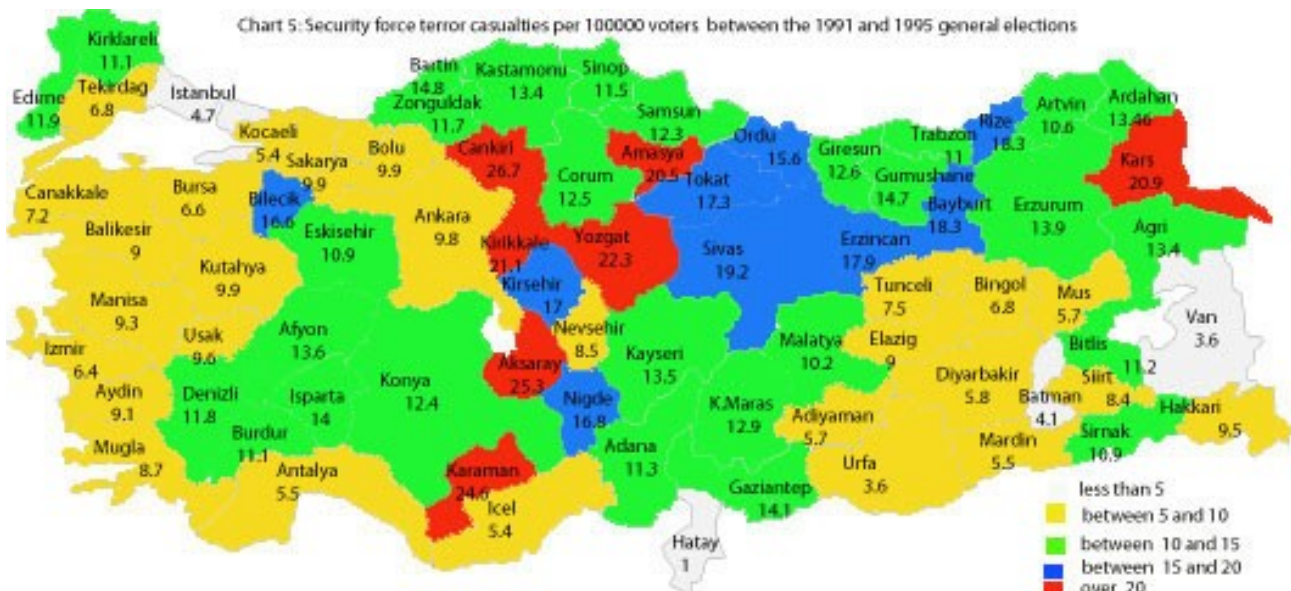 Chart 5: Security force terror casualties per 100000 voters between the 1991 and 1995 general elections
Kirklareli
11.1
Edirne
11.9
Tekirdag
6.8
Istanbul
4.7
Kocaeli
5.4
Sakarya
9.9
Bolu
9.9
Bartin
14.8
Zonguldak
11.7
Kastamonu
13.4
Sinop
11.5
Samsun
12.3
Cankiri
26.7
Corum
12.5
Amasya
20.5
Tokat
17.3
Ordu
15.6
Giresun
12.6
Trabzon
11
Gumushane
14.7
Rize
18.3
Bayburt
18.3
Artvin
10.6
Ardahan
13.46
Kars
20.9
Erzurum
13.9
Agri
13.4
Erzincan
17.9
Sivas
19.2
Yozgat
22.3
Kirikkale
21.1
Kirsehir
17
Ankara
9.8
Eskisehir
10.9
Bilecik
16.6
Bursa
6.6
Canakkale
7.2
Balikesir
9
Kutahya
9.9
Manisa
9.3
Usak
9.6
Izmir
6.4
Aydin
9.1
Mugla
8.7
Denizli
11.8
Afyon
13.6
Isparta
14
Burdur
11.1
Antalya
5.5
Konya
12.4
Karaman
24.6
Icel
5.4
Aksaray
25.3
Nevsehir
8.5
Nigde
16.8
Kayseri
13.5
Adana
11.3
Hatay
1
Gaziantep
14.1
K.Maras
12.9
Malatya
10.2
Adiyaman
5.7
Urfa
3.6
Elazig
9
Tunceli
7.5
Bingol
6.8
Mus
5.7
Diyarbakir
5.8
Mardin
5.5
Batman
4.1
Bitlis
11.2
Siirt
8.4
Sirnak
10.9
Hakkari
9.5
Van
3.6
less than 5
between 5 and 10
between 10 and 15
between 15 and 20
over 20